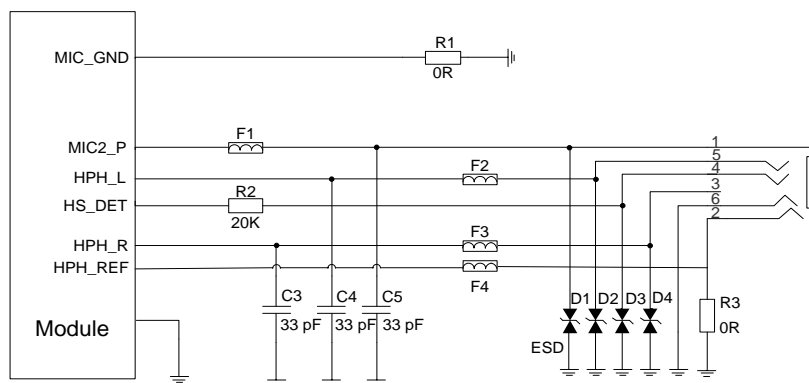 MIC_GND
R1
0R
MIC2_P
F1
1
5
HPH_L
F2
4
HS_DET
R2
20K
3
6
2
HPH_R
F3
HPH_REF
F4
C3
33 pF
C4
33 pF
C5
33 pF
D1
D2
D3
D4
R3
0R
ESD
Module